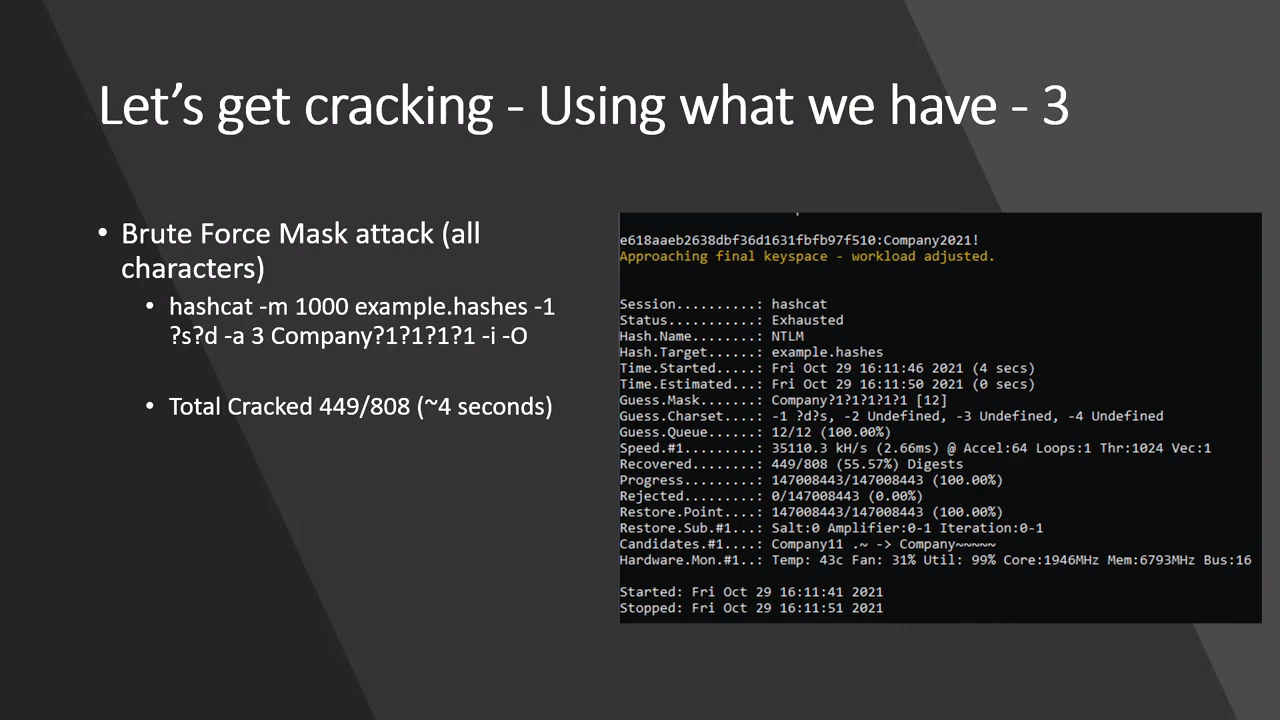 Let’s get cracking - Using what we have - 3
• Brute Force Mask attack (all
characters)
• hashcat -m 1000 example.hashes -1
?s?d -a 3 Company?1?1?1?1 -i -O
• Total Cracked 449/808 (~4 seconds)
e618aaeb2638dbf36d1631fbfb97f510:Company2021!
Approaching final keyspace - workload adjusted.
Session..........: hashcat
Status...........: Exhausted
Hash.Name........: NTLM
Hash.Target......: example.hashes
Time.Started.....: Fri Oct 29 16:11:46 2021 (4 secs)
Time.Estimated...: Fri Oct 29 16:11:50 2021 (0 secs)
Guess.Mask.......: Company?1?1?1?1?1 [12]
Guess.Charset....: -1 ?d?s, -2 Undefined, -3 Undefined, -4 Undefined
Guess.Queue......: 12/12 (100.00%)
Speed.#1.........: 35110.3 kH/s (2.66ms) @ Accel:64 Loops:1 Thr:1024 Vec:1
Recovered........: 449/808 (55.57%) Digests
Progress.........: 147008443/147008443 (100.00%)
Rejected.........: 0/147008443 (0.00%)
Restore.Point....: 147008443/147008443 (100.00%)
Restore.Sub.#1...: Salt:0 Amplifier:0-1 Iteration:0-1
Candidates.#1....: Company11 .~ -> Company~~~~~
Hardware.Mon.#1..: Temp: 43c Fan: 31% Util: 99% Core:1946MHz Mem:6793MHz Bus:16
Started: Fri Oct 29 16:11:41 2021
Stopped: Fri Oct 29 16:11:51 2021